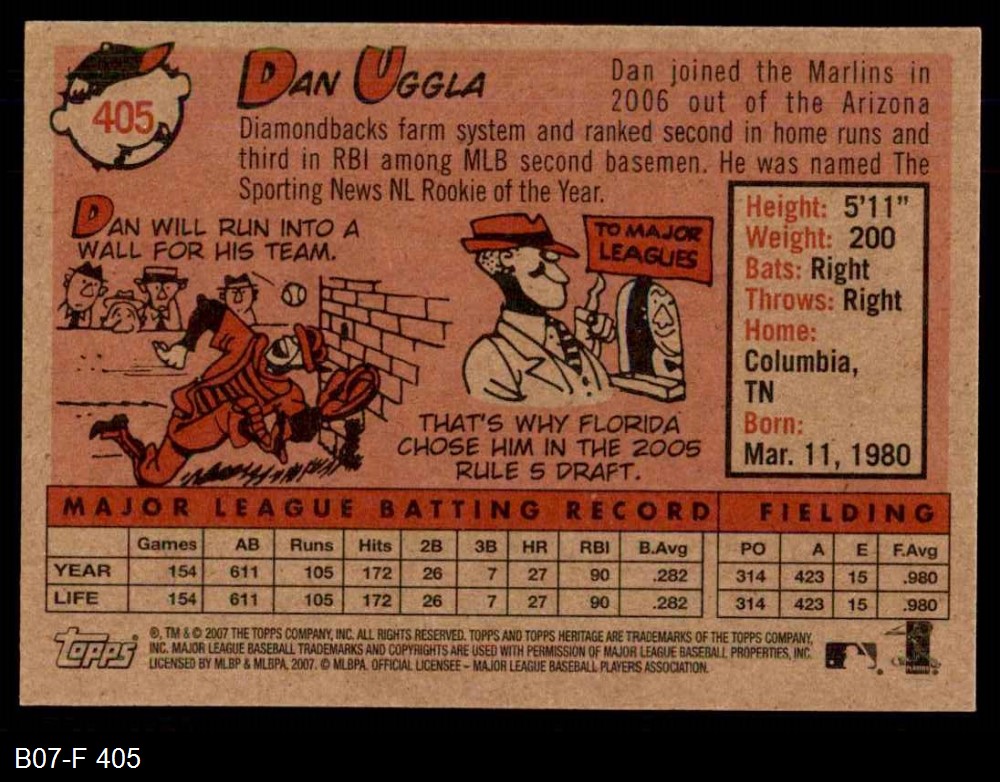 405
DAN UGGLA
Dan joined the Marlins in
2006 out of the Arizona
Diamondbacks farm system and ranked second in home runs and
third in RBI among MLB second basemen. He was named The
Sporting News NL Rookie of the Year.
DAN WILL RUN INTO A
WALL FOR HIS TEAM.
TO MAJOR
LEAGUES
THAT'S WHY FLORIDA
CHOSE HIM IN THE 2005
RULE 5 DRAFT.
Height: 5'11"
Weight: 200
Bats: Right
Throws: Right
Home:
Columbia,
TN
Born:
Mar. 11, 1980
MAJOR LEAGUE BATTING RECORD FIELDING
Games AB Runs Hits 2B 3B HR RBI B.Avg PO A E F.Avg
YEAR 154 611 105 172 26 7 27 90 .282 314 423 15 .980
LIFE 154 611 105 172 26 7 27 90 .282 314 423 15 .980
Topps
®, TM & © 2007 THE TOPPS COMPANY, INC. ALL RIGHTS RESERVED. TOPPS AND TOPPS HERITAGE ARE TRADEMARKS OF THE TOPPS COMPANY,
INC. MAJOR LEAGUE BASEBALL TRADEMARKS AND COPYRIGHTS ARE USED WITH PERMISSION OF MAJOR LEAGUE BASEBALL PROPERTIES, INC.
LICENSED BY MLBP & MLBPA, 2007. © MLBPA. OFFICIAL LICENSEE – MAJOR LEAGUE BASEBALL PLAYERS ASSOCIATION.
B07-F 405